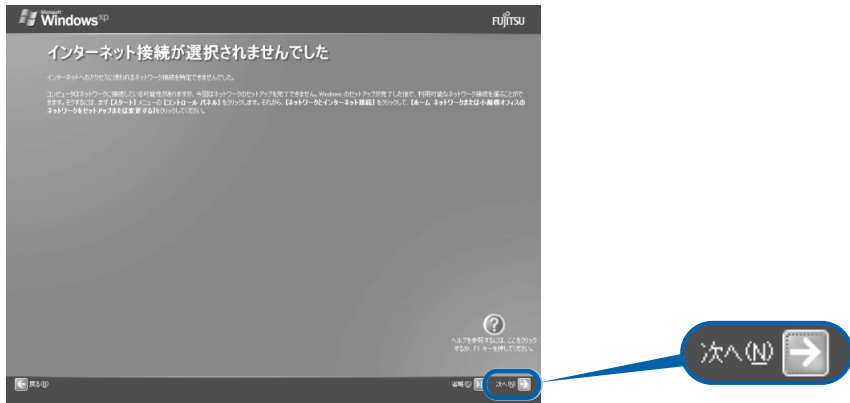 Microsoft
Windows xp
FUJITSU
インターネット接続が選択されませんでした
インターネットへのアクセスに使われるネットワーク接続を特定できませんでした。
コンピュータはネットワークに接続している可能性がありますが、今回はネットワークのセットアップを完了できません。Windows のセットアップが完了した後で、利用可能なネットワーク接続を選ぶことがで
きます。そうするには、まず [スタート] メニューの [コントロール パネル] をクリックします。それから、[ネットワークとインターネット接続] をクリックして、[ホーム ネットワークまたは小規模オフィスの
ネットワークをセットアップまたは変更する]をクリックしてください。
?
ヘルプを参照するには、ここをクリック
するか、F1 キーを押してください。
戻る(B)
省略(S)
次へ(N)
次へ(N)